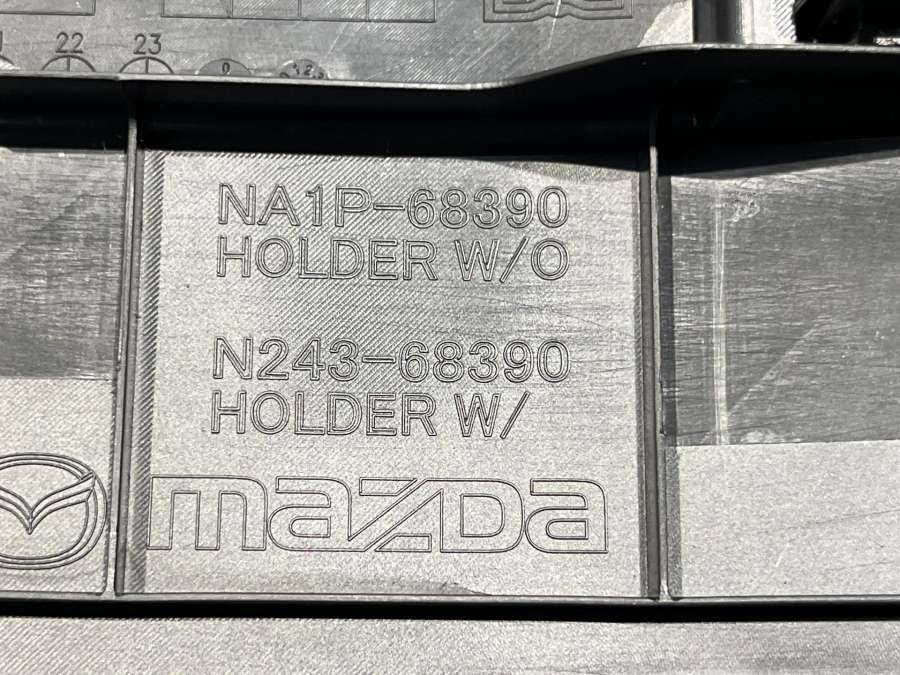 22 23
NA1P-68390
HOLDER W/O
N243-68390
HOLDER W/
mazda